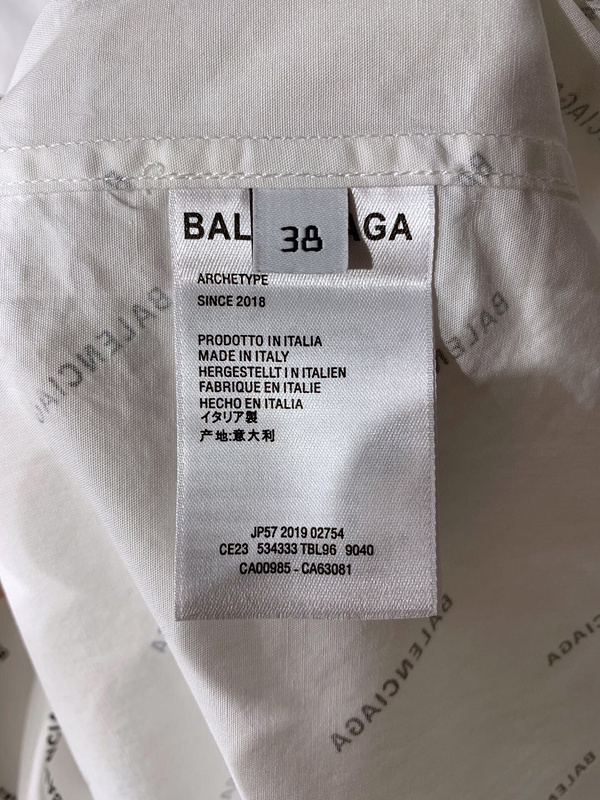 BAL AGA
38
ARCHETYPE
SINCE 2018
PRODOTTO IN ITALIA
MADE IN ITALY
HERGESTELLT IN ITALIEN
FABRIQUE EN ITALIE
HECHO EN ITALIA
イタリア製
产地:意大利
JP57 2019 02754
CE23 534333 TBL96 9040
CA00985 - CA63081
BALENCIAGA
BALENCIAGA
BALENCIAGA
BALENCIAGA